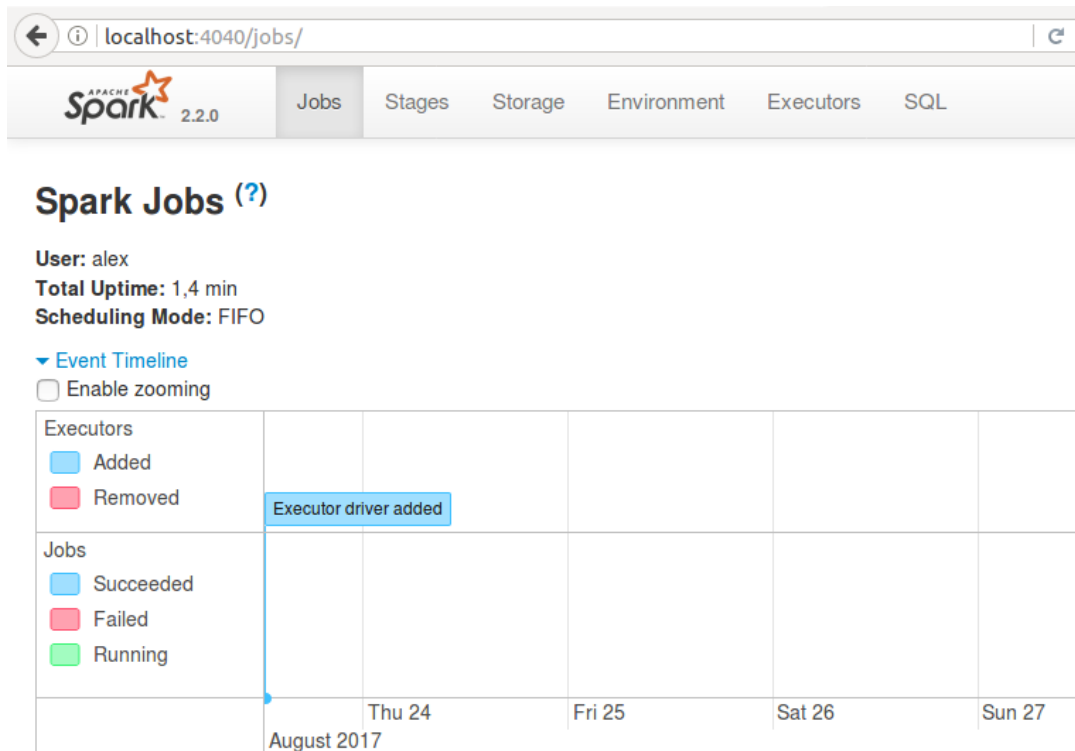 localhost:4040/jobs/
APACHE
Spark 2.2.0 Jobs Stages Storage Environment Executors SQL
Spark Jobs (?)
User: alex
Total Uptime: 1,4 min
Scheduling Mode: FIFO
Event Timeline
Enable zooming
Executors
Added
Removed
Executor driver added
Jobs
Succeeded
Failed
Running
Thu 24 Fri 25 Sat 26 Sun 27
August 2017